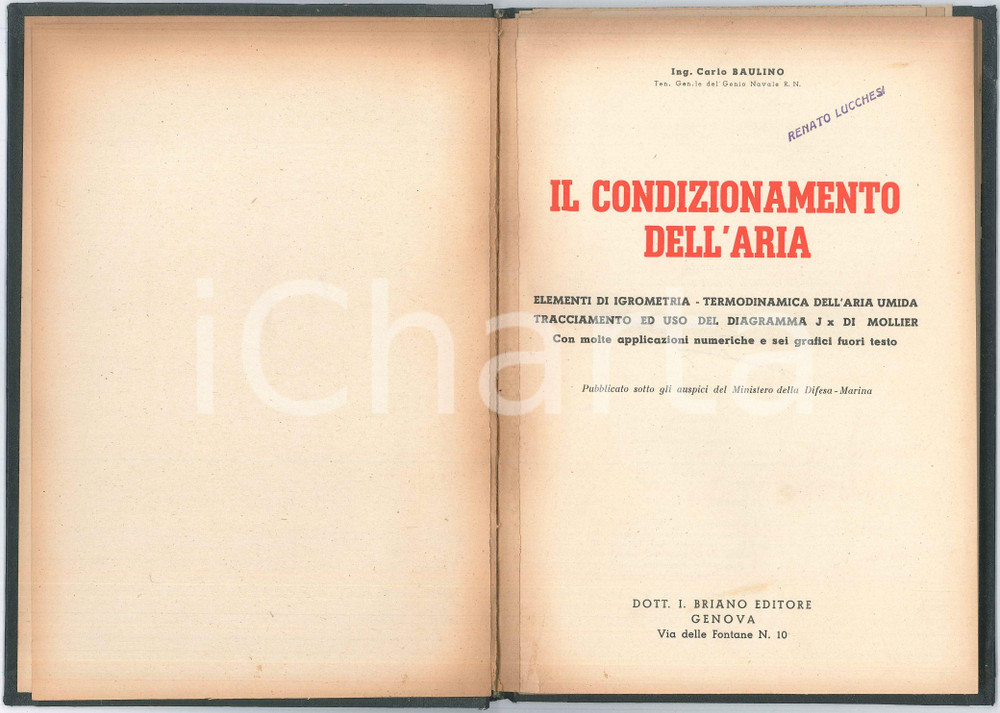 Ing. Carlo BAULINO
Ten. Gen.le del Genio Navale R. N.
RENATO LUCCHESI
IL CONDIZIONAMENTO
DELL'ARIA
ELEMENTI DI IGROMETRIA - TERMODINAMICA DELL'ARIA UMIDA
TRACCIAMENTO ED USO DEL DIAGRAMMA J x DI MOLLIER
Con molte applicazioni numeriche e sei grafici fuori testo
Pubblicato sotto gli auspici del Ministero della Difesa - Marina
iCharta
DOTT. I. BRIANO EDITORE
GENOVA
Via delle Fontane N. 10